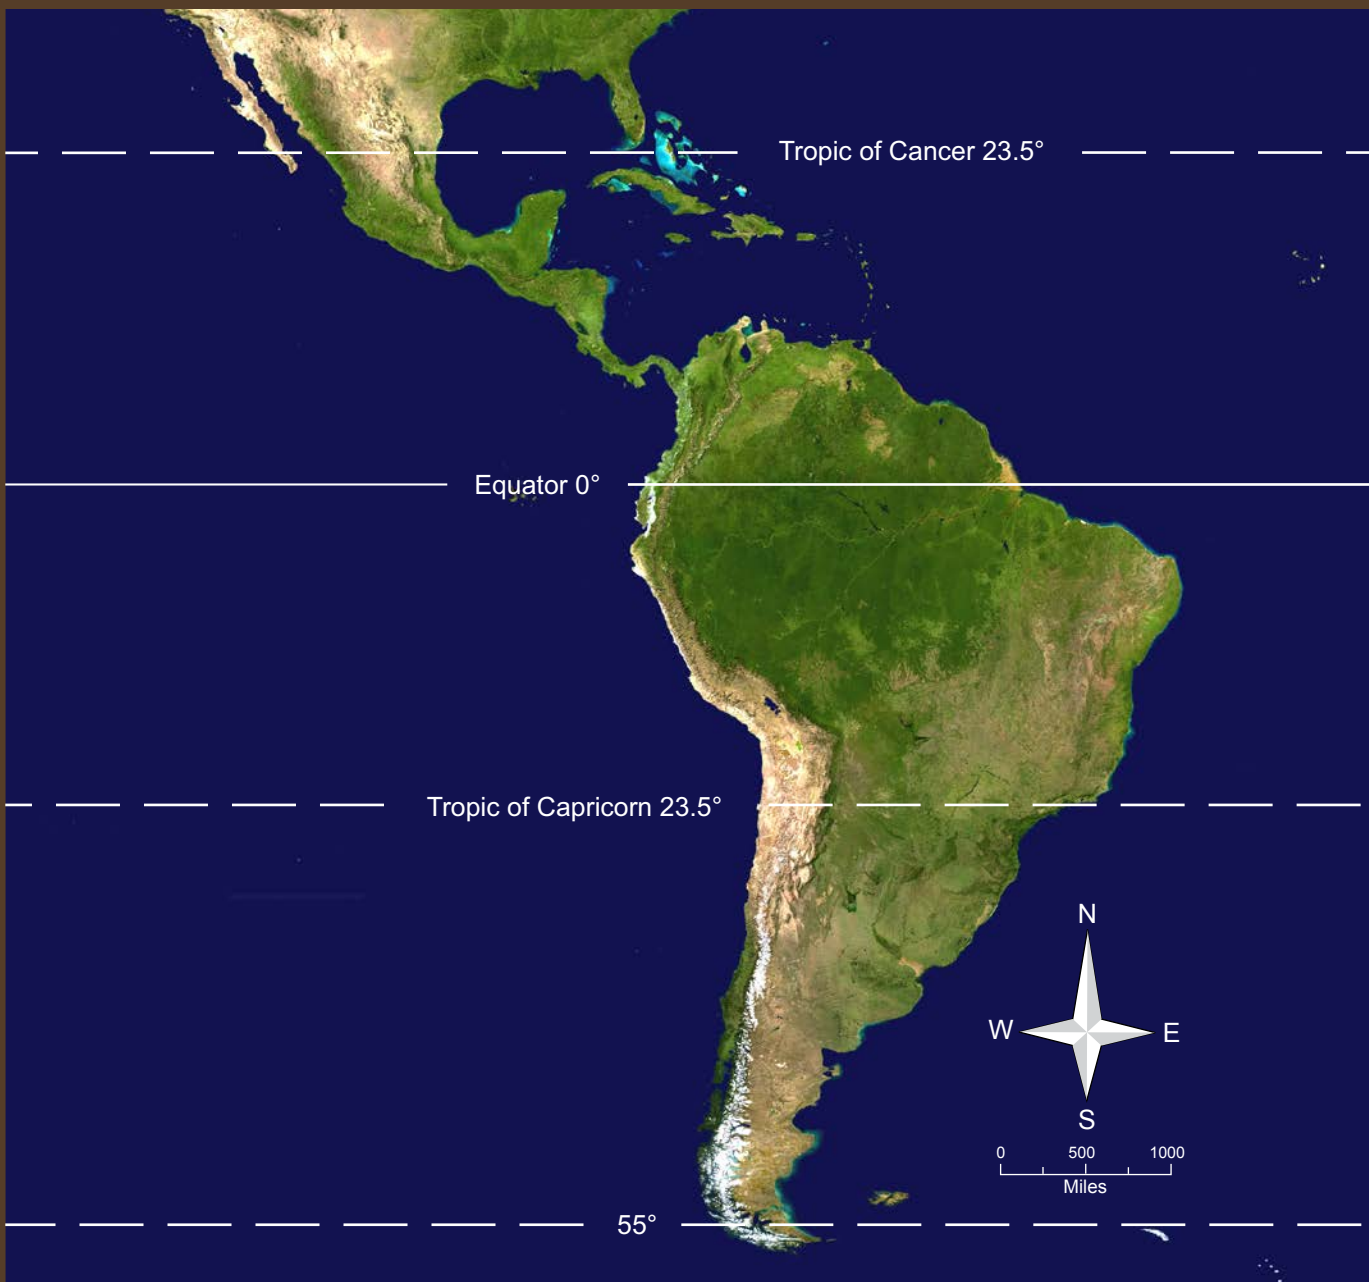 Tropic of Cancer 23.5°
Equator 0°
Tropic of Capricorn 23.5°
N
W E
S
0 500 1000
Miles
55°